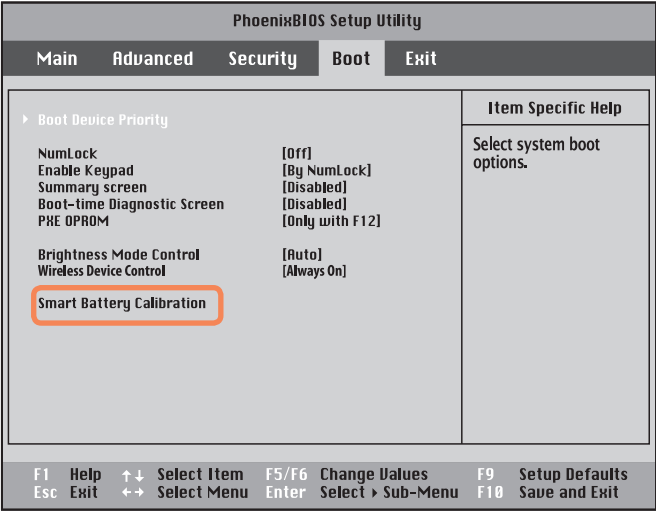 PhoenixBIOS Setup Utility
Main Advanced Security Boot Exit
Boot Device Priority
NumLock [Off]
Enable Keypad [By NumLock]
Summary screen [Disabled]
Boot-time Diagnostic Screen [Disabled]
PXE OPROM [Only with F12]
Brightness Mode Control [Auto]
Wireless Device Control [Always On]
Smart Battery Calibration
Item Specific Help
Select system boot
options.
F1 Help ↑↓ Select Item F5/F6 Change Values F9 Setup Defaults
Esc Exit ←→ Select Menu Enter Select ▸ Sub-Menu F10 Save and Exit